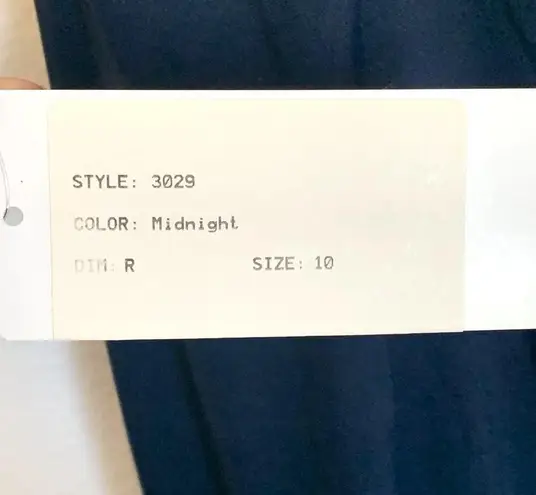 STYLE: 3029
COLOR: Midnight
DIM: R SIZE: 10